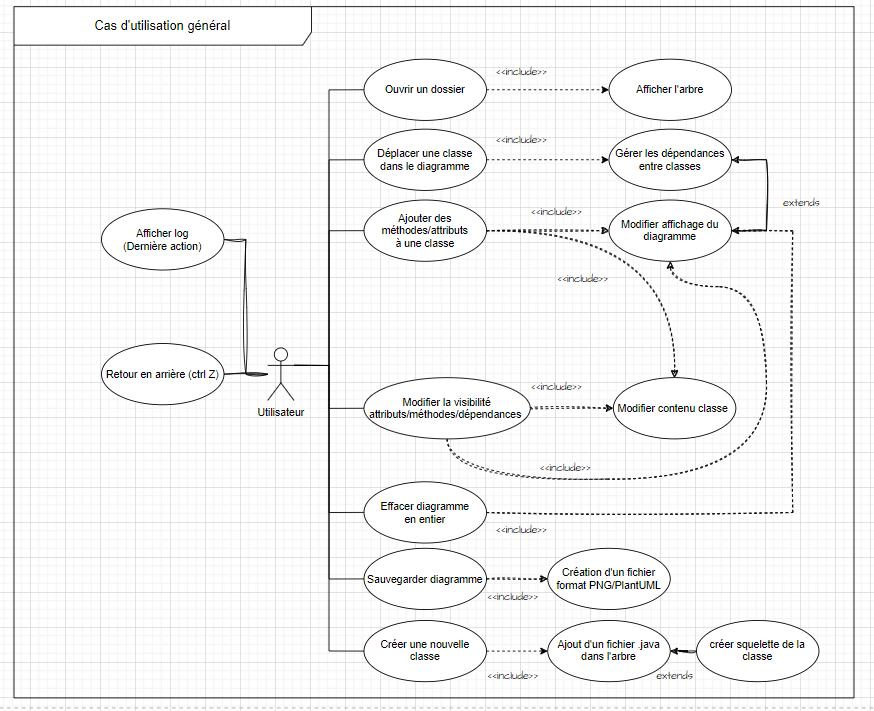 Cas d'utilisation général
<<include>>
Ouvrir un dossier
Afficher l'arbre
<<include>>
Déplacer une classe
dans le diagramme
Gérer les dépendances
entre classes
extends
<<include>>
Ajouter des
méthodes/attributs
à une classe
Modifier affichage du
diagramme
Afficher log
(Dernière action)
<<include>>
Retour en arrière (ctrl Z)
Utilisateur
<<include>>
Modifier la visibilité
attributs/méthodes/dépendances
Modifier contenu classe
<<include>>
Effacer diagramme
en entier
<<include>>
Sauvegarder diagramme
Création d'un fichier
format PNG/PlantUML
<<include>>
Créer une nouvelle
classe
Ajout d'un fichier .java
dans l'arbre
créer squelette de la
classe
<<include>>
extends